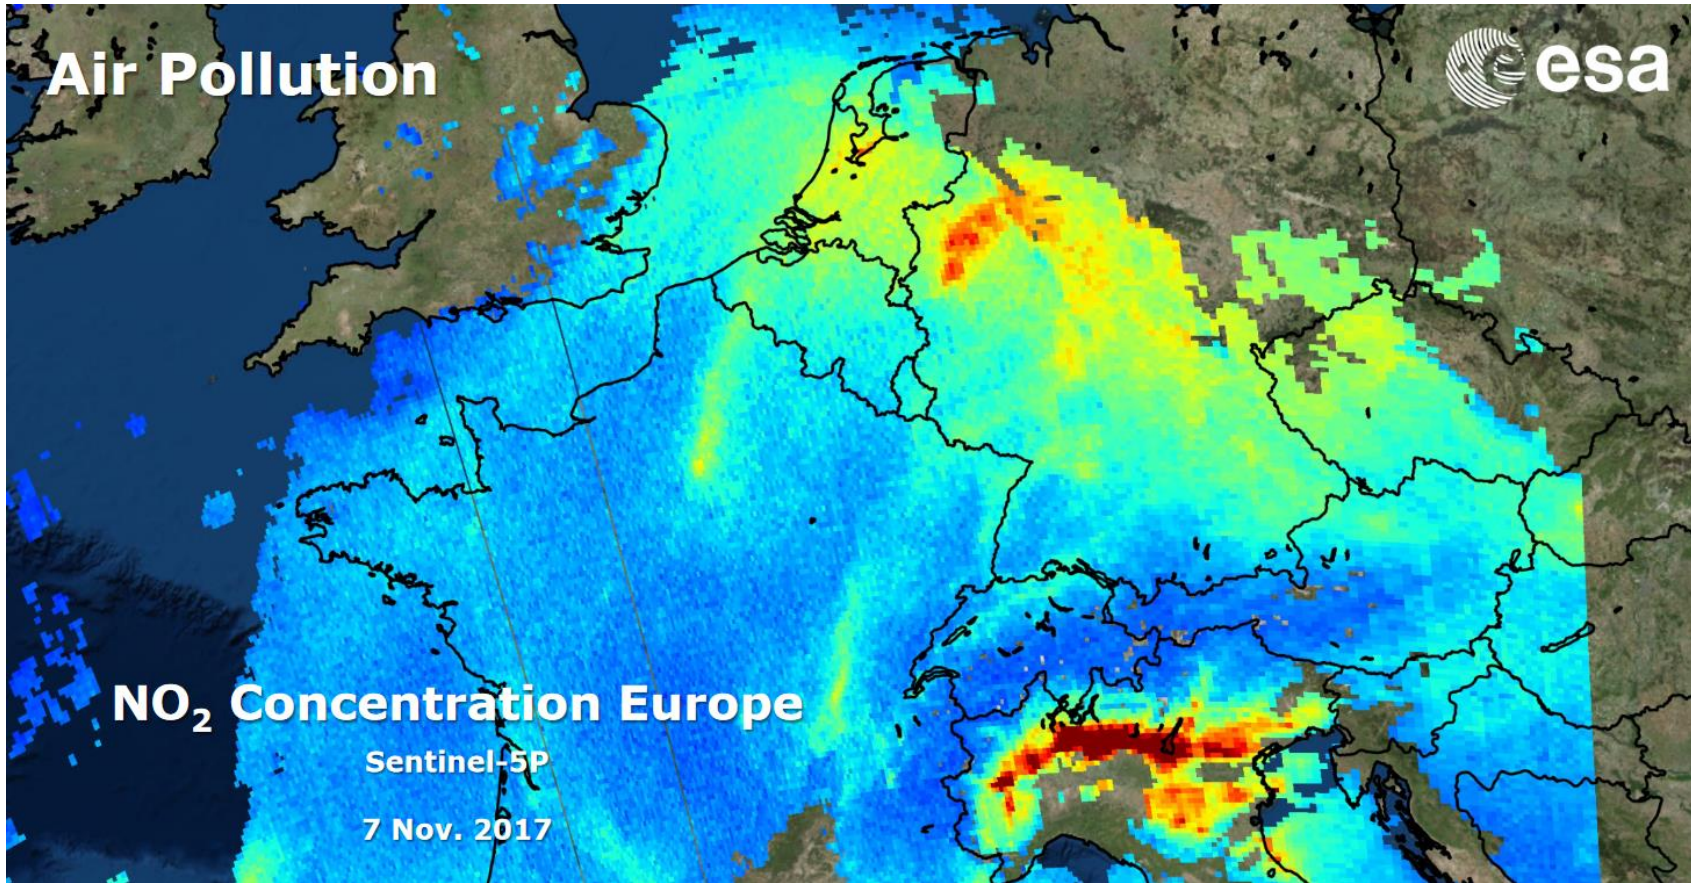 Air Pollution
esa
NO₂ Concentration Europe
Sentinel-5P
7 Nov. 2017